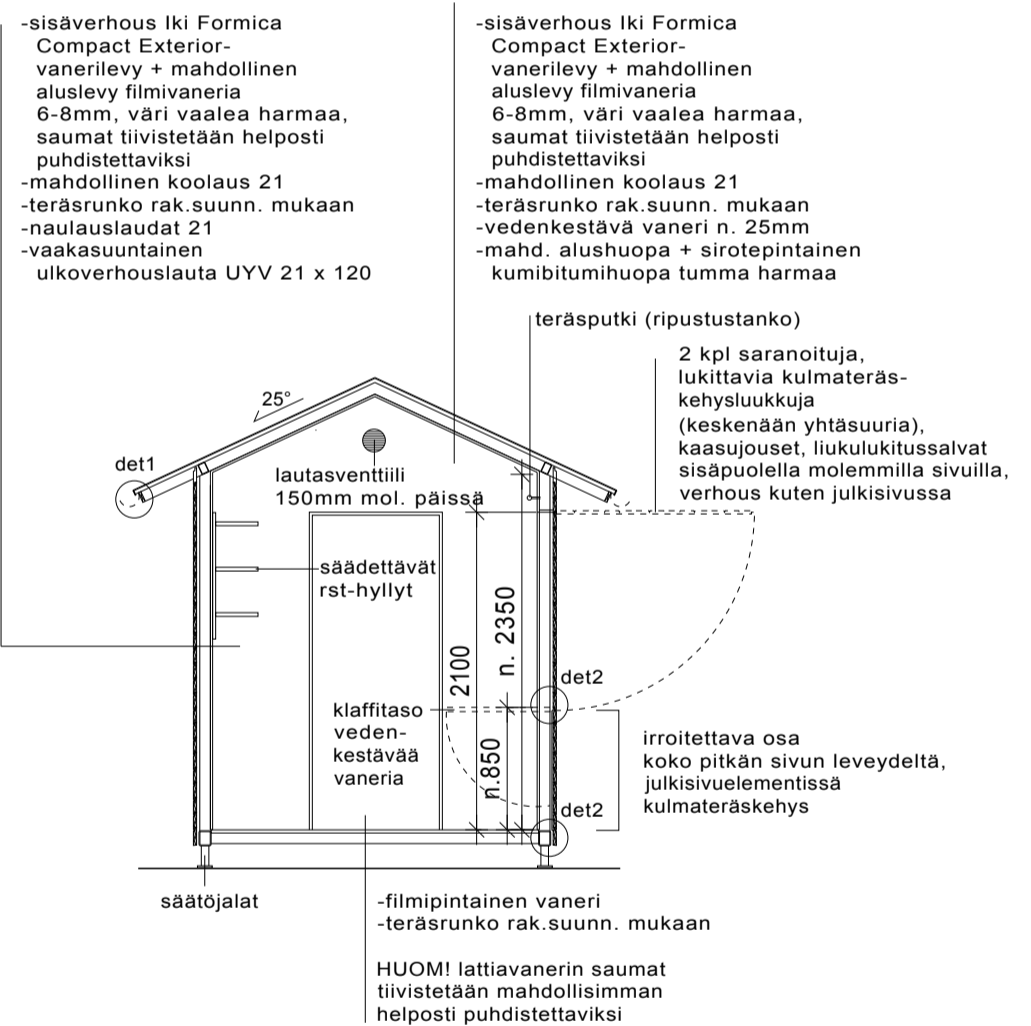 -sisäverhous Iki Formica
Compact Exterior-
vanerilevy + mahdollinen
aluslevy filmivaneria
6-8mm, väri vaalea harmaa,
saumat tiivistetään helposti
puhdistettaviksi
-mahdollinen koolaus 21
-teräsrunko rak.suunn. mukaan
-naulauslaudat 21
-vaakasuuntainen
ulkoverhouslauta UYV 21 x 120
-sisäverhous Iki Formica
Compact Exterior-
vanerilevy + mahdollinen
aluslevy filmivaneria
6-8mm, väri vaalea harmaa,
saumat tiivistetään helposti
puhdistettaviksi
-mahdollinen koolaus 21
-teräsrunko rak.suunn. mukaan
-vedenkestävä vaneri n. 25mm
-mahd. alushuopa + sirotepintainen
kumibitumihuopa tumma harmaa
teräsputki (ripustustanko)
2 kpl saranoituja,
lukittavia kulmateräs-
kehysluukkuja
(keskenään yhtäsuuria),
kaasujouset, liukulukitussalvat
sisäpuolella molemmilla sivuilla,
verhous kuten julkisivussa
25°
det1
lautasventtiili
150mm mol. päissä
säädettävät
rst-hyllyt
2100
n. 2350
n.850
det2
klaffitaso
veden-
kestävää
vaneria
irroitettava osa
koko pitkän sivun leveydeltä,
julkisivuelementissä
kulmateräskehys
det2
säätöjalat
-filmipintainen vaneri
-teräsrunko rak.suunn. mukaan
HUOM! lattiavanerin saumat
tiivistetään mahdollisimman
helposti puhdistettaviksi